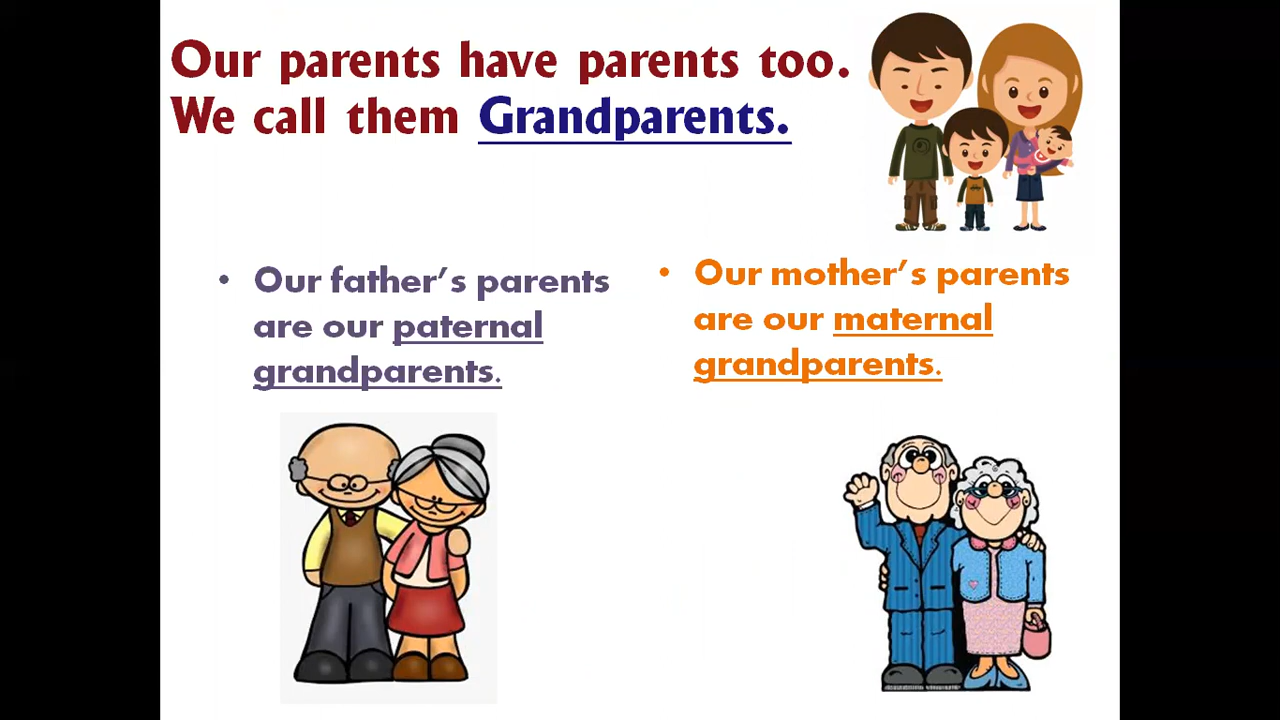 Our parents have parents too.
We call them Grandparents.
• Our father's parents
are our paternal
grandparents.
• Our mother's parents
are our maternal
grandparents.